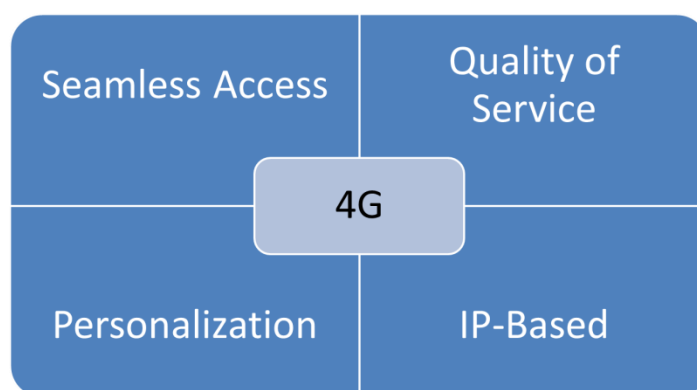 Seamless Access
Quality of
Service
4G
Personalization
IP-Based